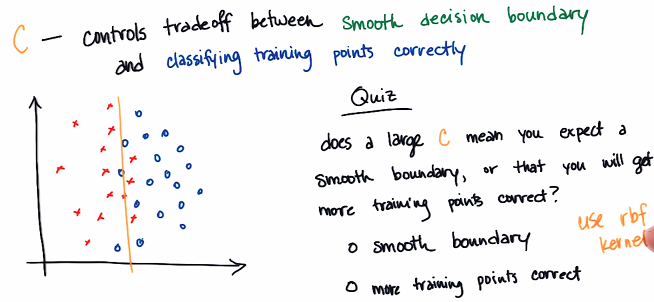 C — controls tradeoff between smooth decision boundary
and classifying training points correctly
Quiz
does a large C mean you expect a
smooth boundary, or that you will get
more training points correct?
smooth boundary
more training points correct
use rbf
kernel